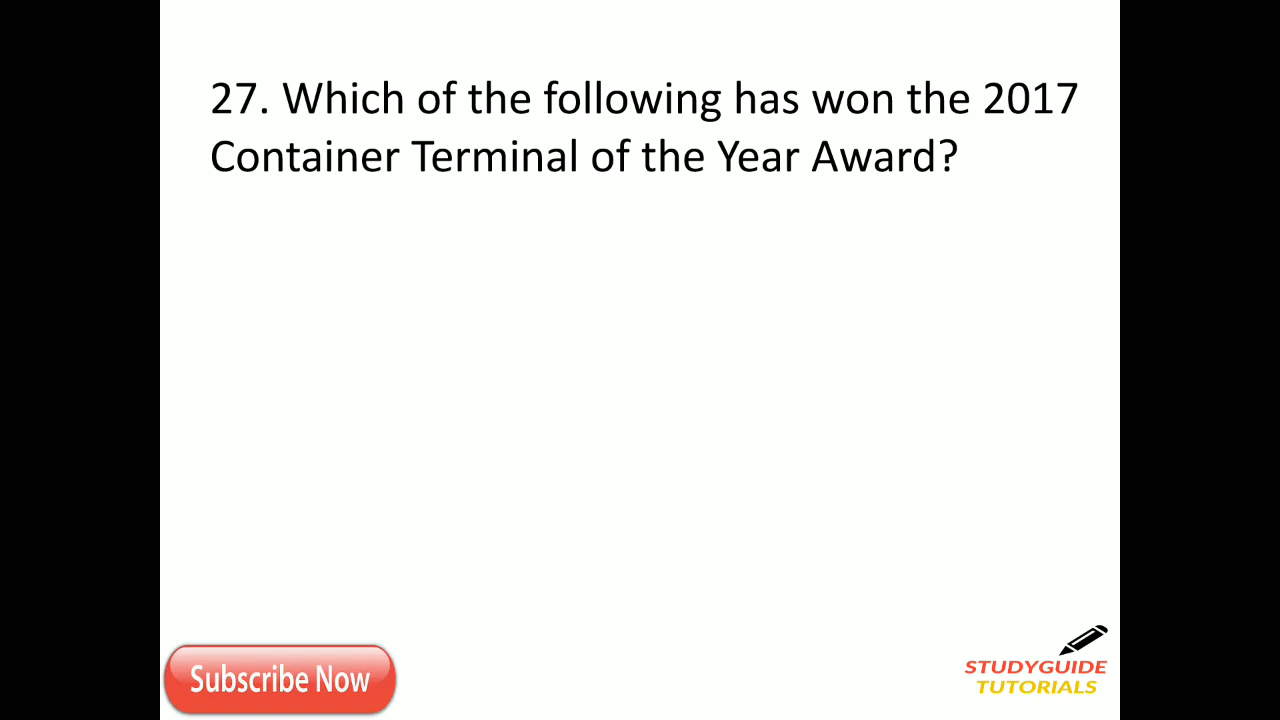 27. Which of the following has won the 2017
Container Terminal of the Year Award?
Subscribe Now
STUDYGUIDE
TUTORIALS